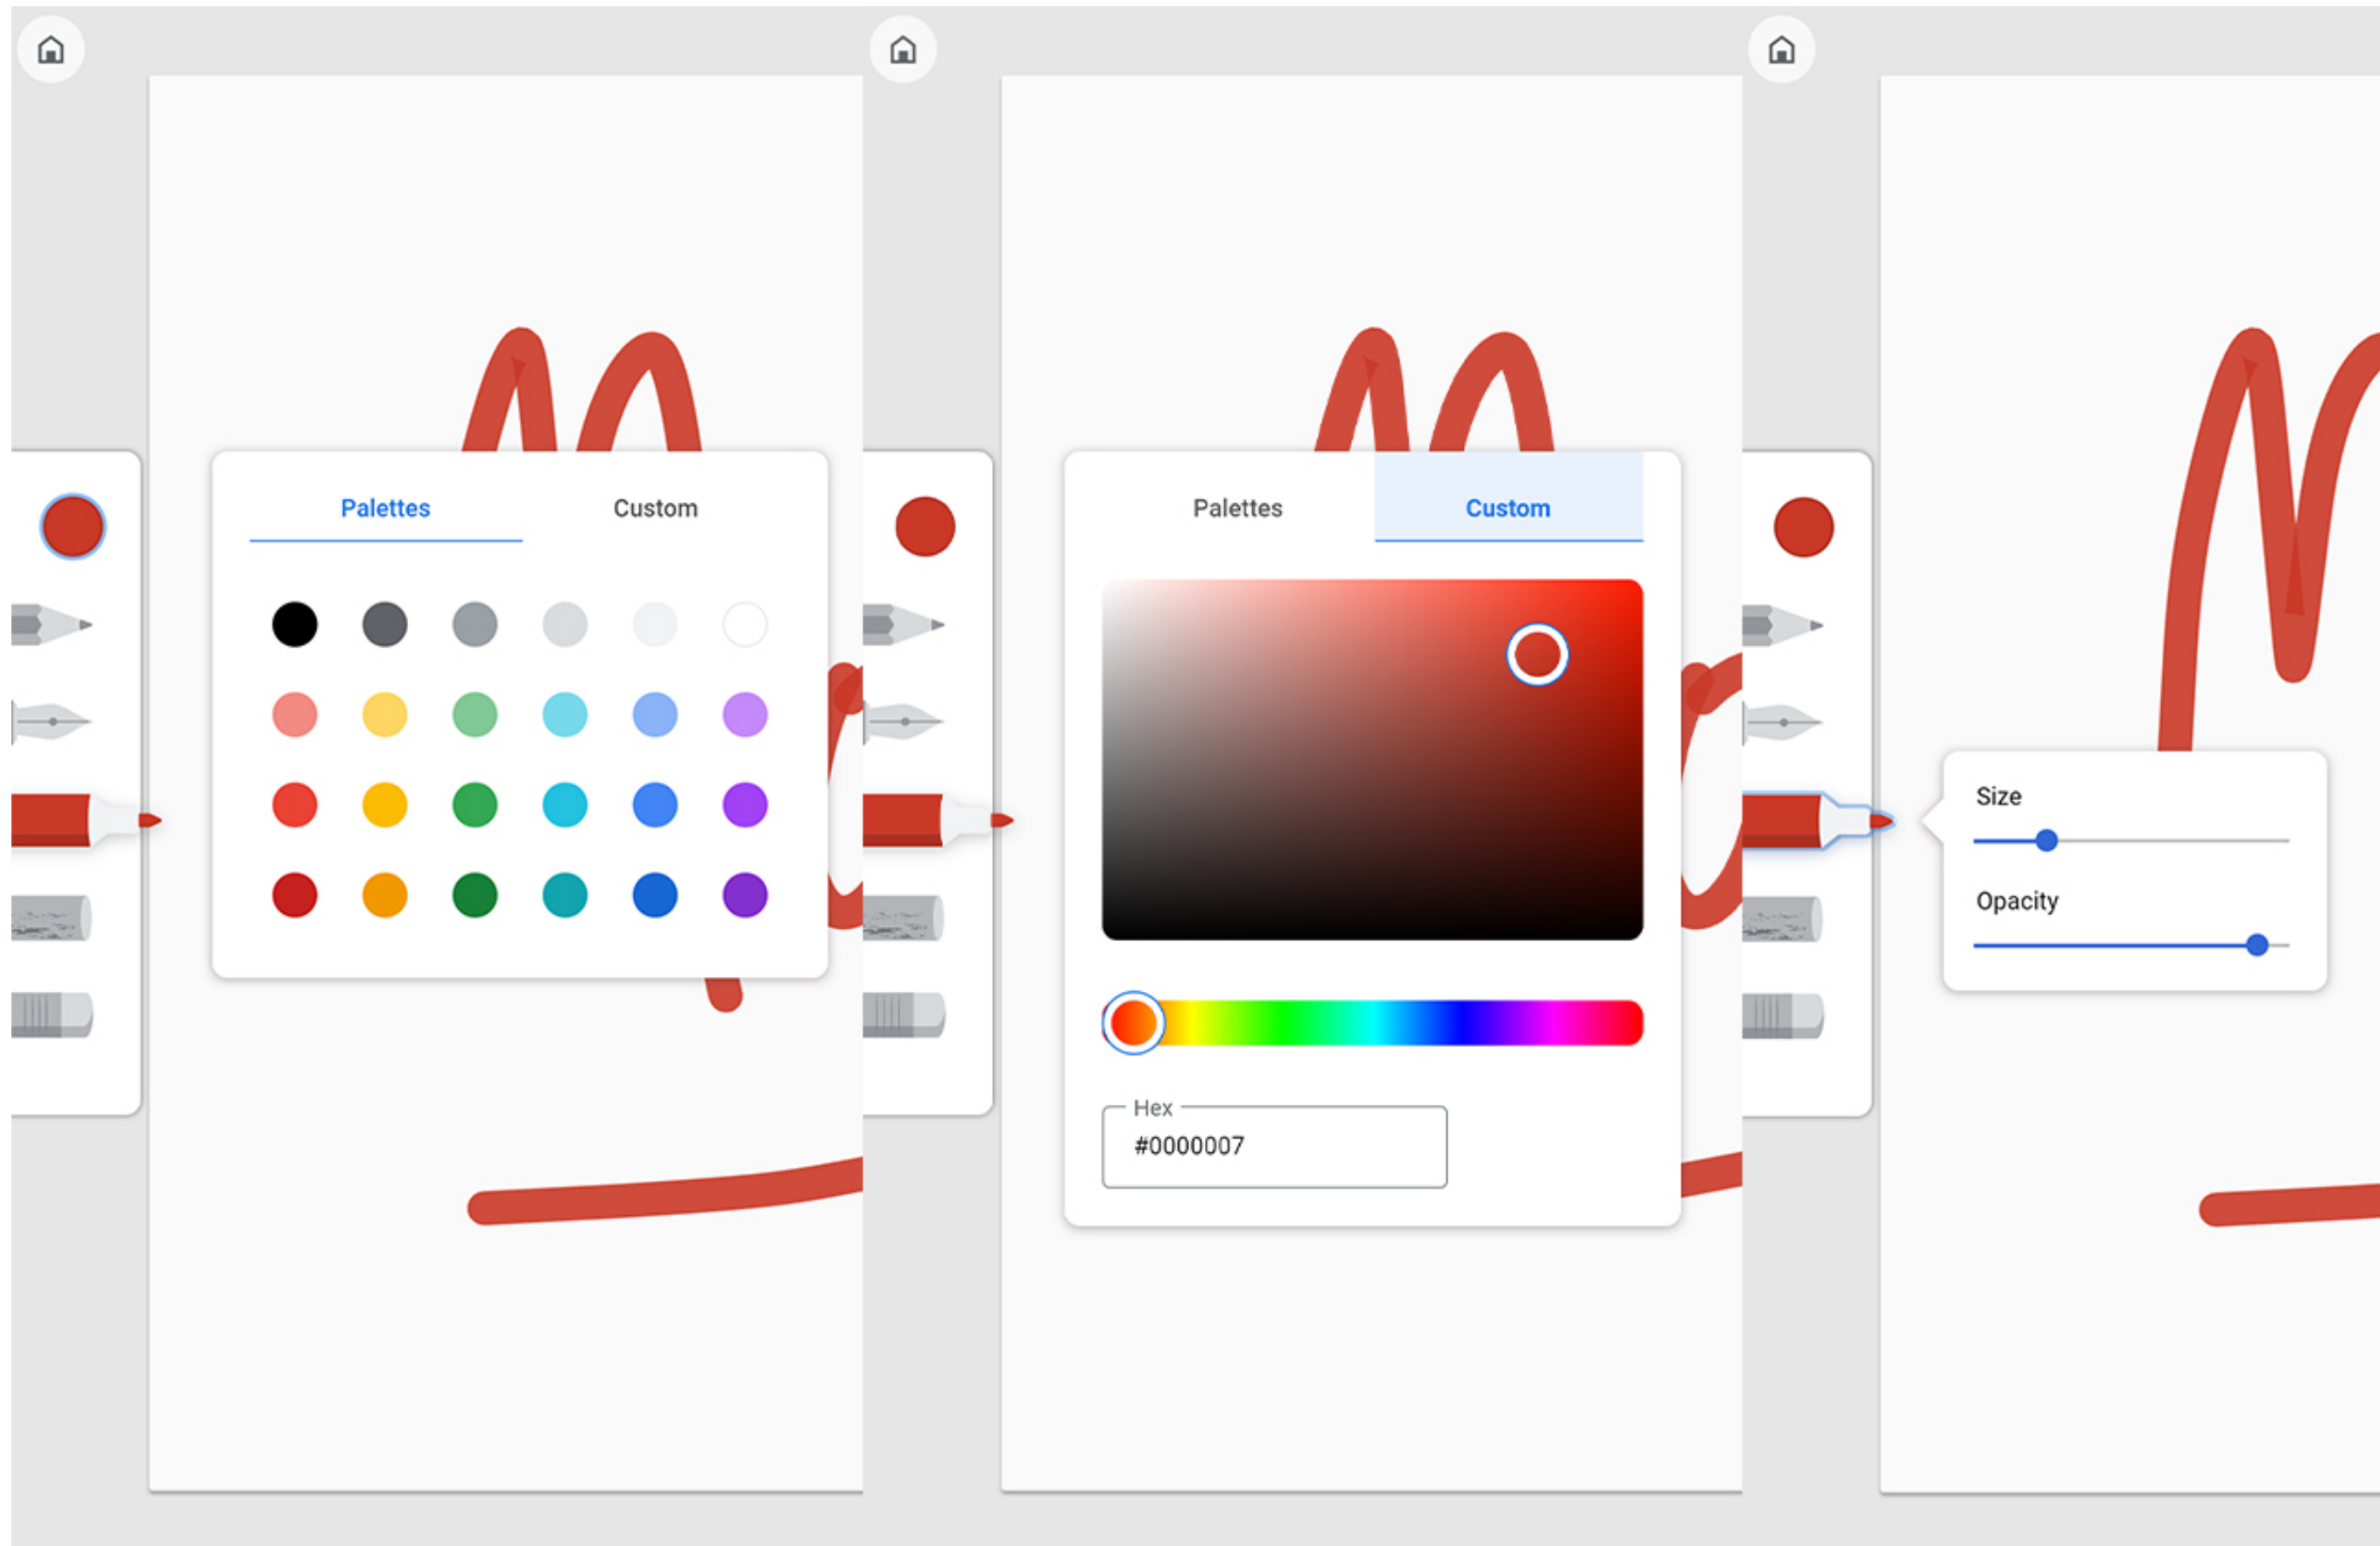 Palettes Custom
Palettes Custom
Hex
#0000007
Size
Opacity